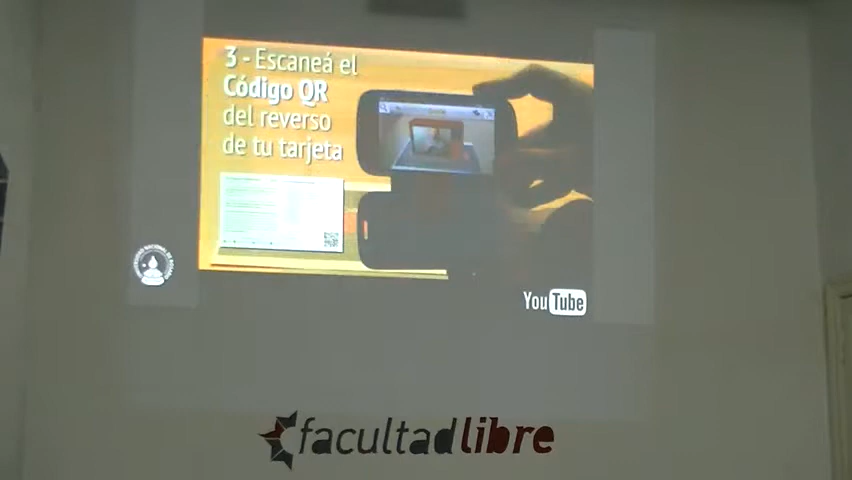 3 - Escaneá el
Código QR
del reverso
de tu tarjeta
YouTube
facultadlibre